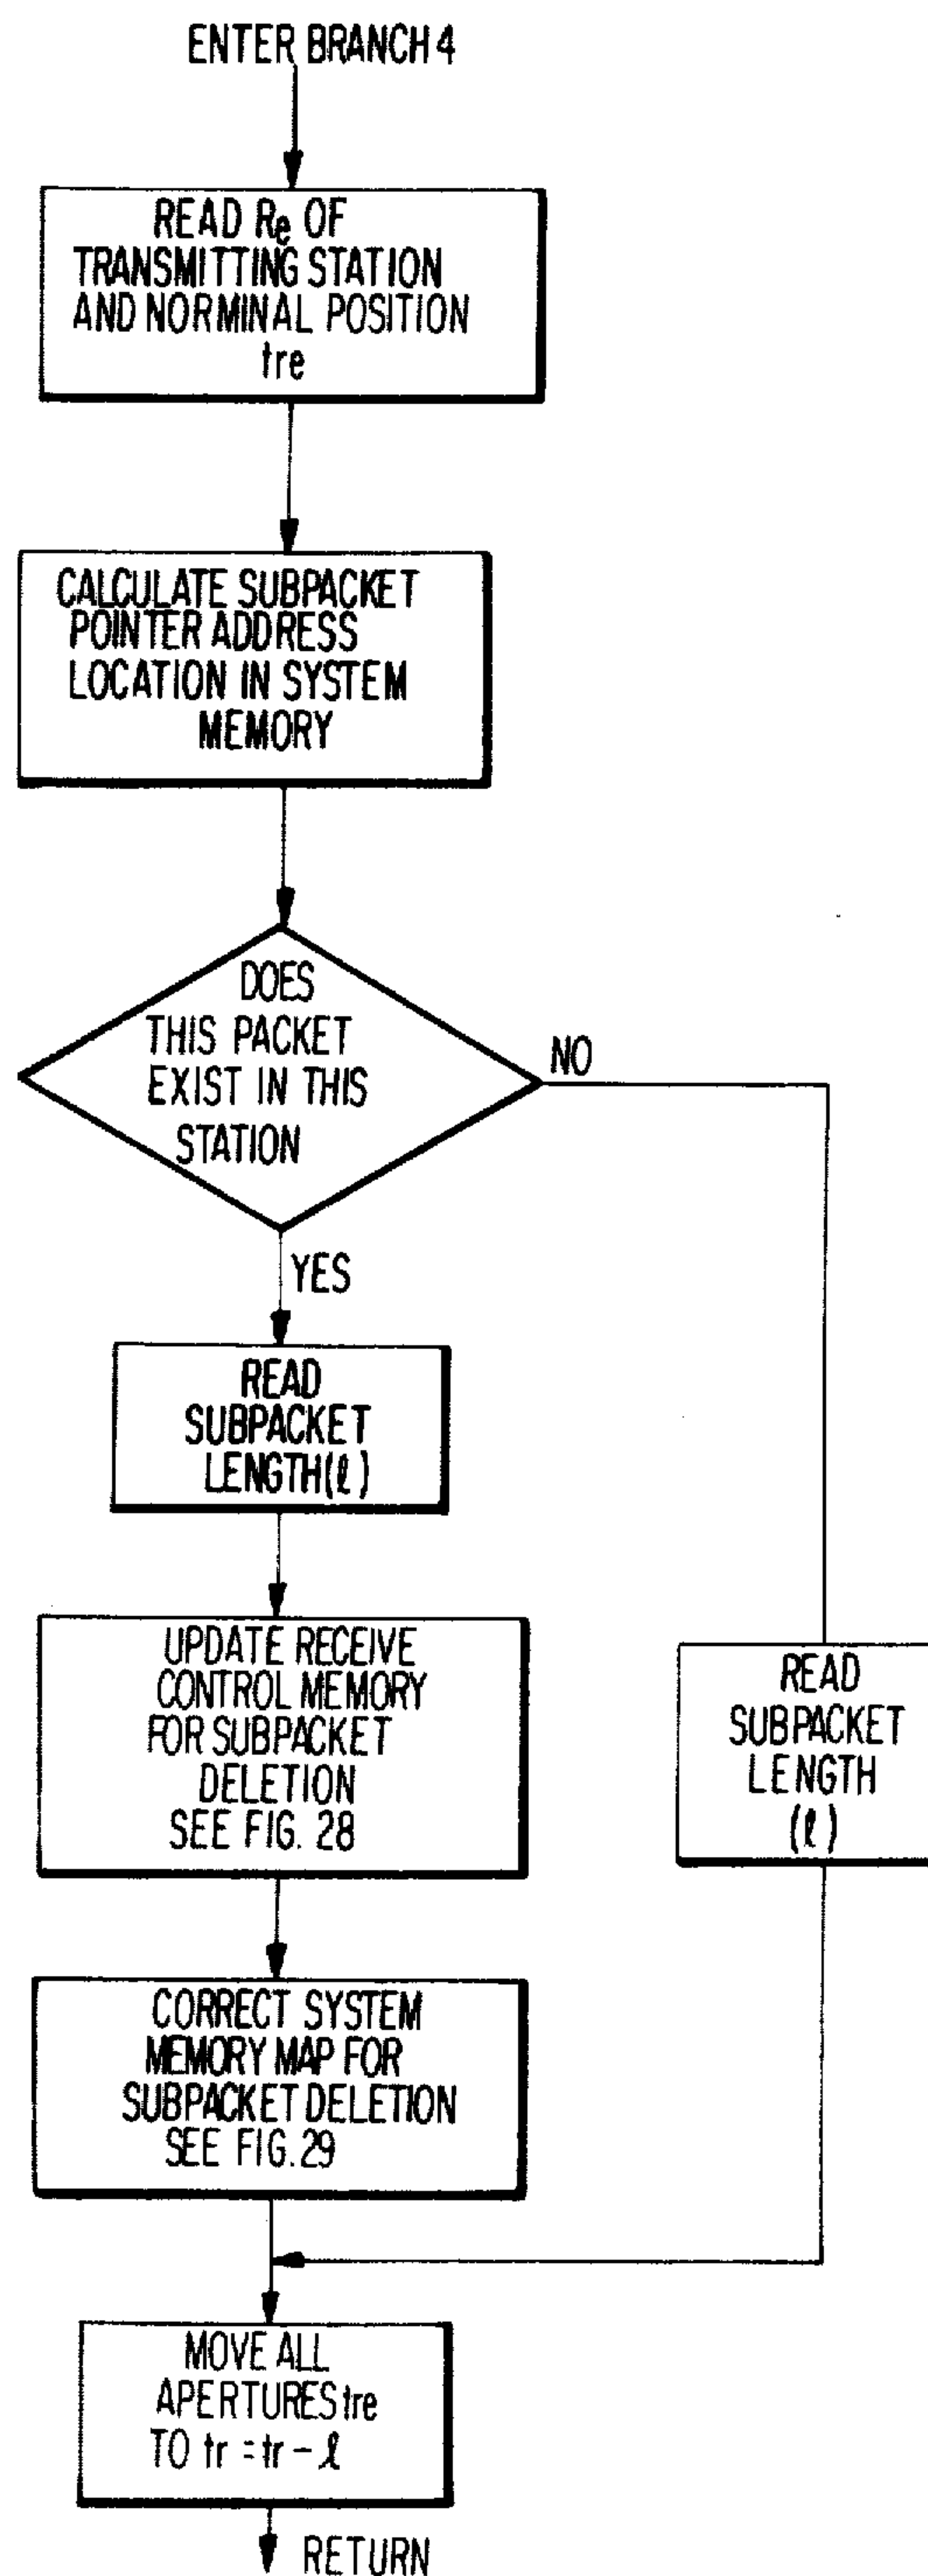 ENTER BRANCH 4
READ Re OF
TRANSMITTING STATION
AND NORMINAL POSITION
tre
CALCULATE SUBPACKET
POINTER ADDRESS
LOCATION IN SYSTEM
MEMORY
DOES
THIS PACKET
EXIST IN THIS
STATION
NO
YES
READ
SUBPACKET
LENGTH(ℓ)
UPDATE RECEIVE
CONTROL MEMORY
FOR SUBPACKET
DELETION
SEE FIG. 28
READ
SUBPACKET
LENGTH
(ℓ)
CORRECT SYSTEM
MEMORY MAP FOR
SUBPACKET DELETION
SEE FIG. 29
MOVE ALL
APERTURES tre
TO tr = tr - ℓ
RETURN